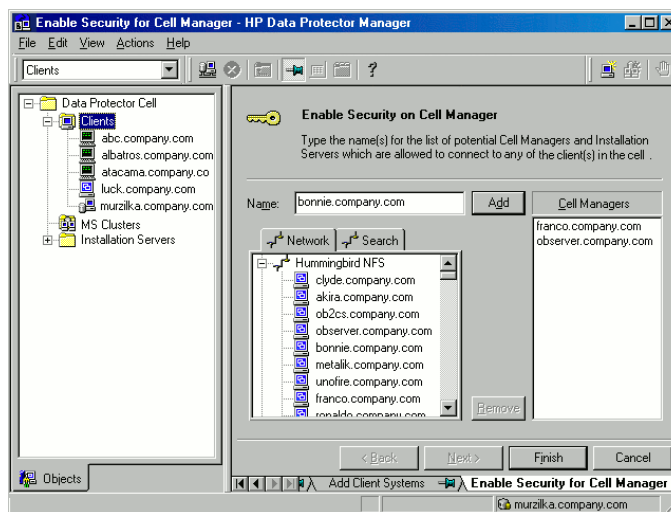 Enable Security for Cell Manager - HP Data Protector Manager
File Edit View Actions Help
Clients
Data Protector Cell
Clients
abc.company.com
albatros.company.com
atacama.company.co
luck.company.com
murzilka.company.com
MS Clusters
Installation Servers
Objects
Enable Security on Cell Manager
Type the name(s) for the list of potential Cell Managers and Installation
Servers which are allowed to connect to any of the client(s) in the cell .
Name: bonnie.company.com Add
Cell Managers
franco.company.com
observer.company.com
Network Search
Hummingbird NFS
clyde.company.com
akira.company.com
ob2cs.company.com
observer.company.com
bonnie.company.com
metalik.company.com
unofire.company.com
franco.company.com
ronaldo.company.com
Remove
< Back Next > Finish Cancel
Add Client Systems Enable Security for Cell Manager
murzilka.company.com